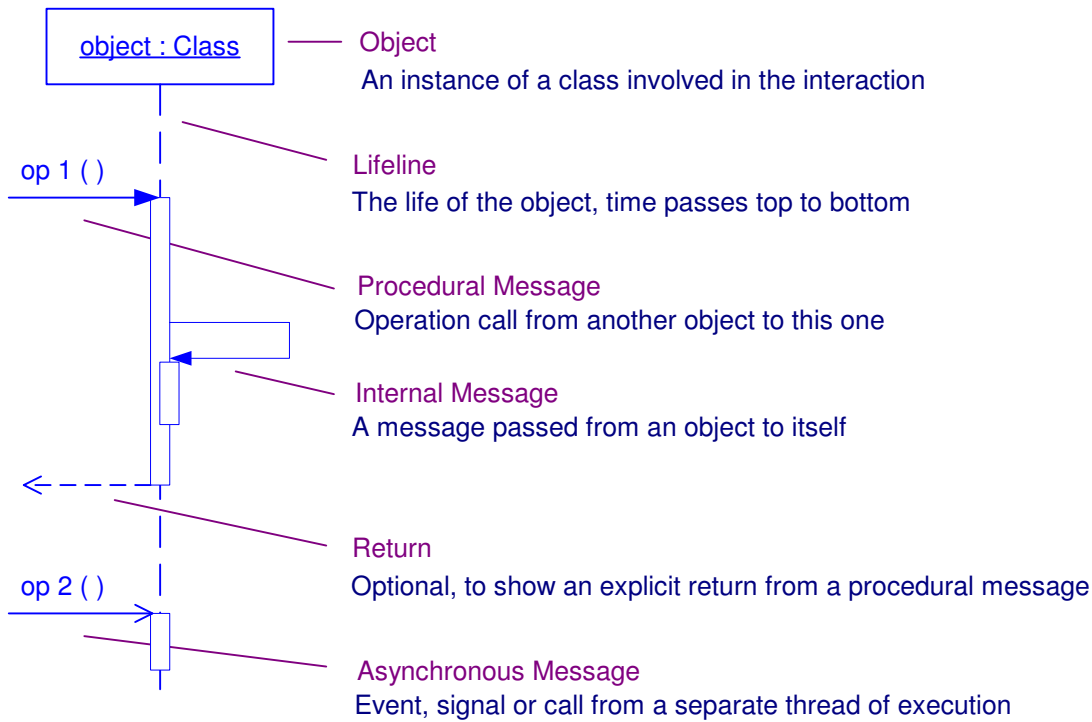 object : Class
Object
An instance of a class involved in the interaction
Lifeline
The life of the object, time passes top to bottom
op 1 ( )
Procedural Message
Operation call from another object to this one
Internal Message
A message passed from an object to itself
Return
Optional, to show an explicit return from a procedural message
op 2 ( )
Asynchronous Message
Event, signal or call from a separate thread of execution